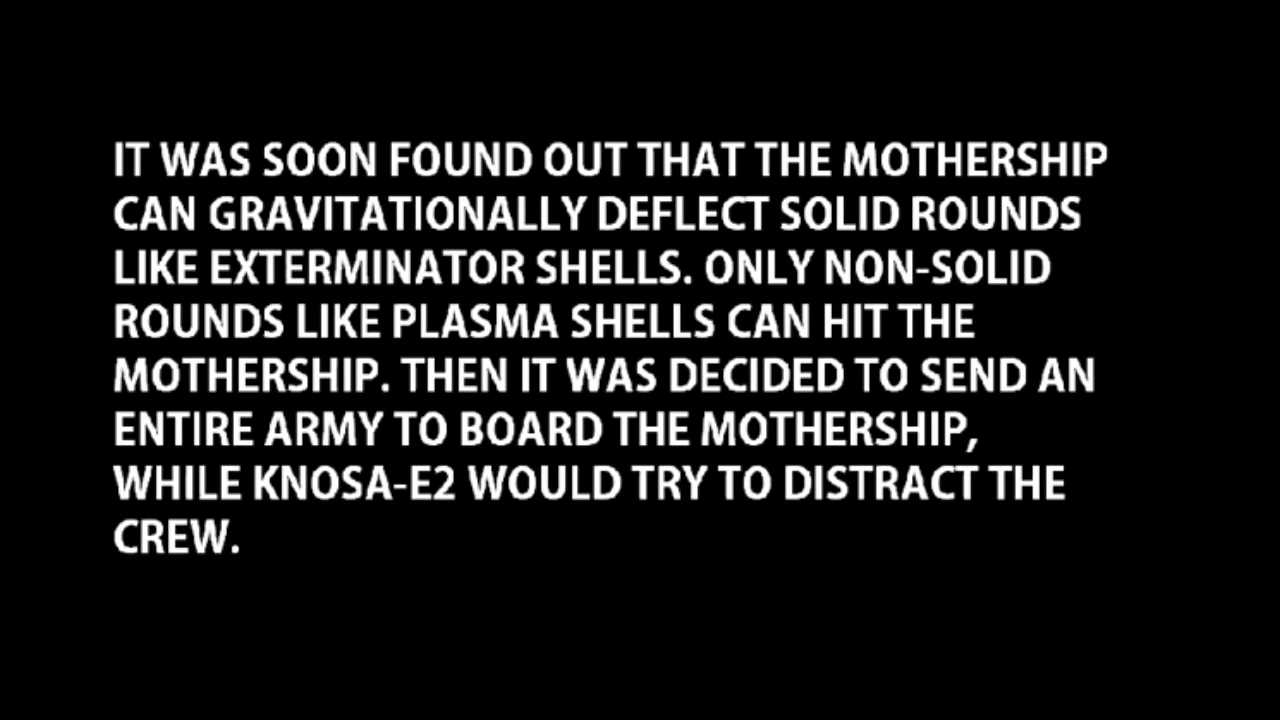 IT WAS SOON FOUND OUT THAT THE MOTHERSHIP
CAN GRAVITATIONALLY DEFLECT SOLID ROUNDS
LIKE EXTERMINATOR SHELLS. ONLY NON-SOLID
ROUNDS LIKE PLASMA SHELLS CAN HIT THE
MOTHERSHIP. THEN IT WAS DECIDED TO SEND AN
ENTIRE ARMY TO BOARD THE MOTHERSHIP,
WHILE KNOSA-E2 WOULD TRY TO DISTRACT THE
CREW.